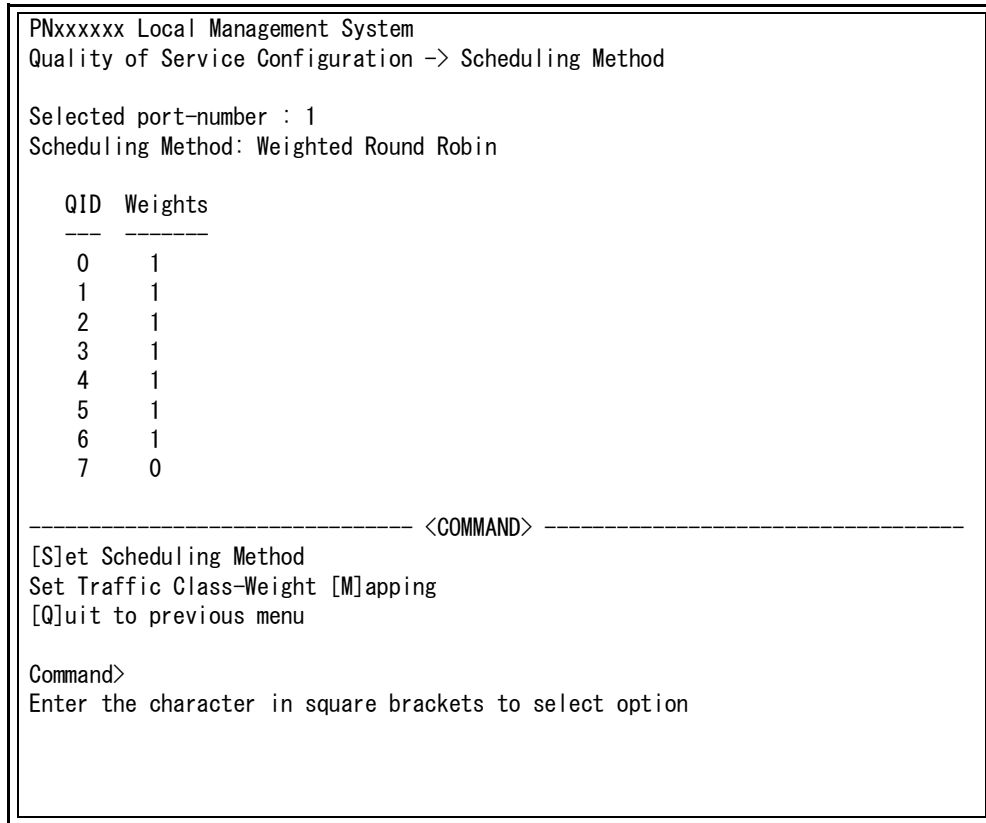 PNxxxxxx Local Management System
Quality of Service Configuration -> Scheduling Method
Selected port-number : 1
Scheduling Method: Weighted Round Robin
QID Weights
--- -------
0 1
1 1
2 1
3 1
4 1
5 1
6 1
7 0
-------------------------------- <COMMAND> -----------------------------------
[S]et Scheduling Method
Set Traffic Class-Weight [M]apping
[Q]uit to previous menu
Command>
Enter the character in square brackets to select option